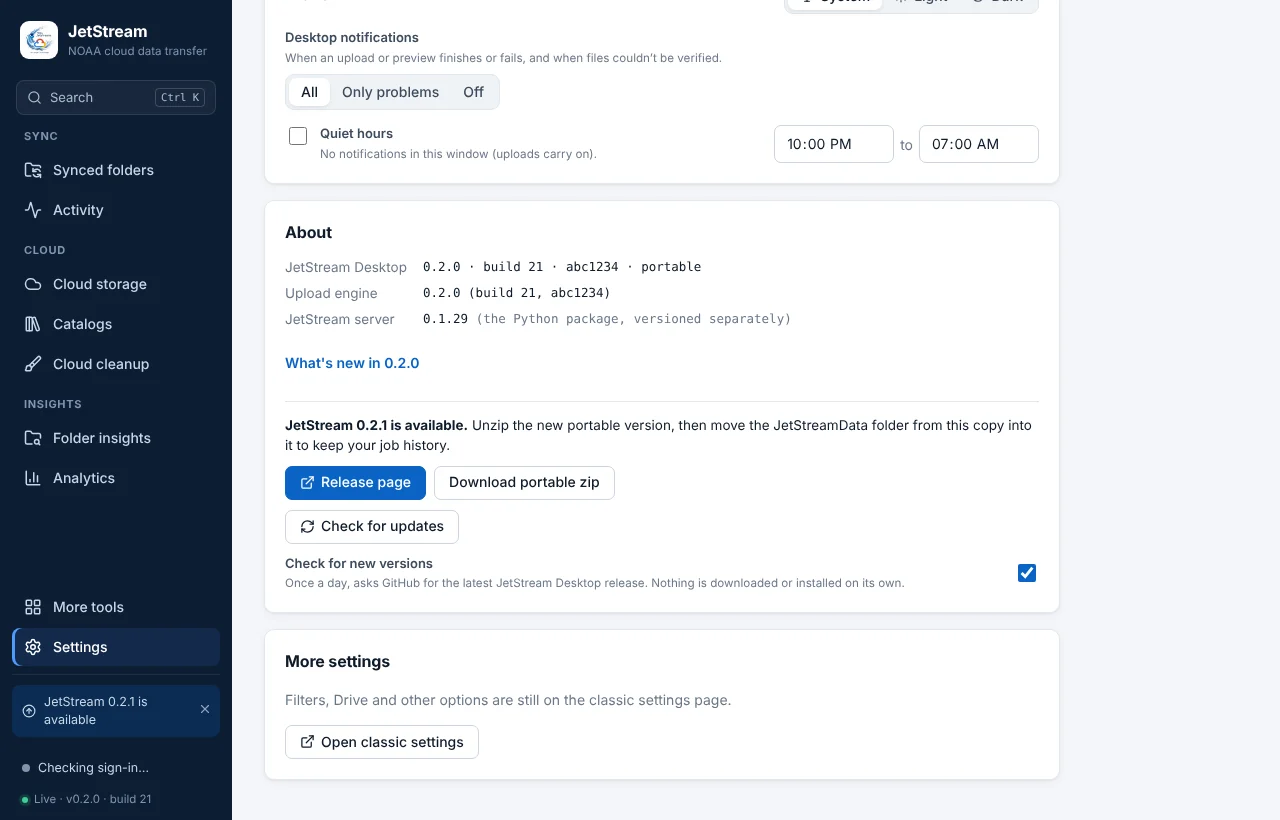 JetStream
NOAA cloud data transfer
Search
Ctrl K
SYNC
Synced folders
Activity
CLOUD
Cloud storage
Catalogs
Cloud cleanup
INSIGHTS
Folder insights
Analytics
More tools
Settings
JetStream 0.2.1 is
available
Checking sign-in…
Live · v0.2.0 · build 21
Desktop notifications
When an upload or preview finishes or fails, and when files couldn’t be verified.
All Only problems Off
Quiet hours
No notifications in this window (uploads carry on).
10:00 PM to 07:00 AM
About
JetStream Desktop 0.2.0 · build 21 · abc1234 · portable
Upload engine 0.2.0 (build 21, abc1234)
JetStream server 0.1.29 (the Python package, versioned separately)
What's new in 0.2.0
JetStream 0.2.1 is available. Unzip the new portable version, then move the JetStreamData folder from this copy into
it to keep your job history.
Release page Download portable zip
Check for updates
Check for new versions
Once a day, asks GitHub for the latest JetStream Desktop release. Nothing is downloaded or installed on its own.
More settings
Filters, Drive and other options are still on the classic settings page.
Open classic settings